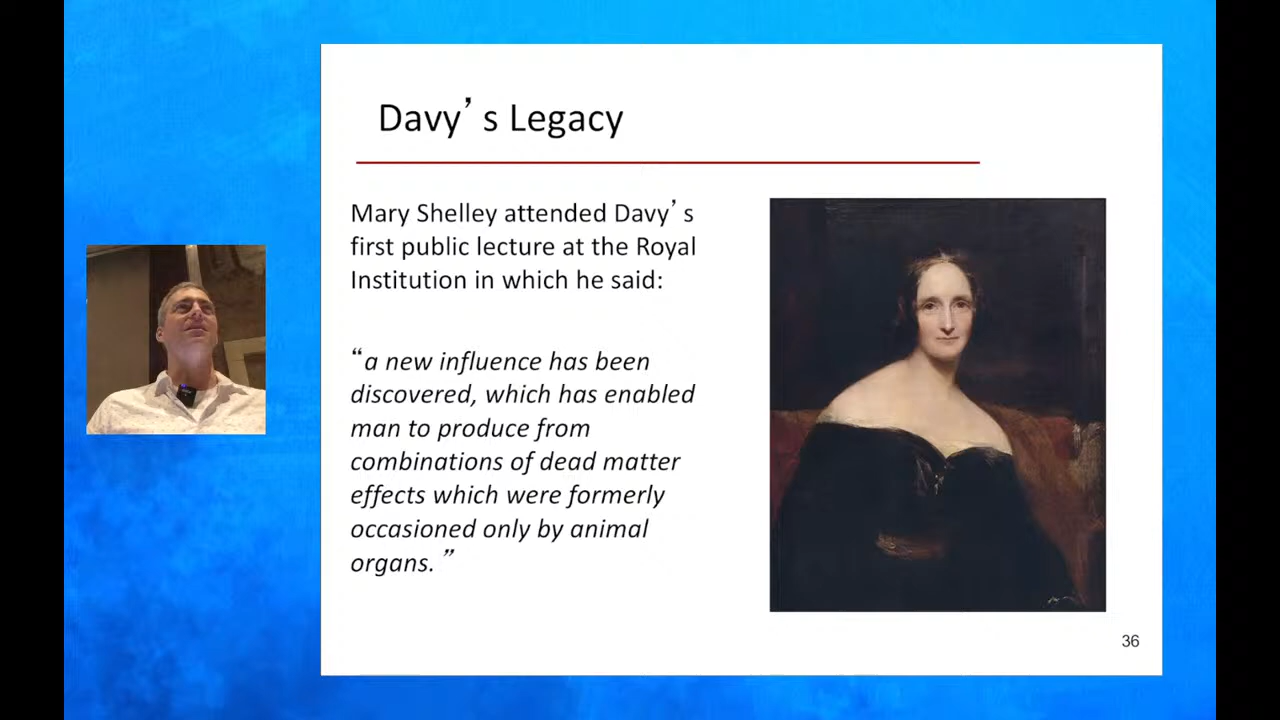 Davy’s Legacy
Mary Shelley attended Davy’s
first public lecture at the Royal
Institution in which he said:
“a new influence has been
discovered, which has enabled
man to produce from
combinations of dead matter
effects which were formerly
occasioned only by animal
organs.”
36